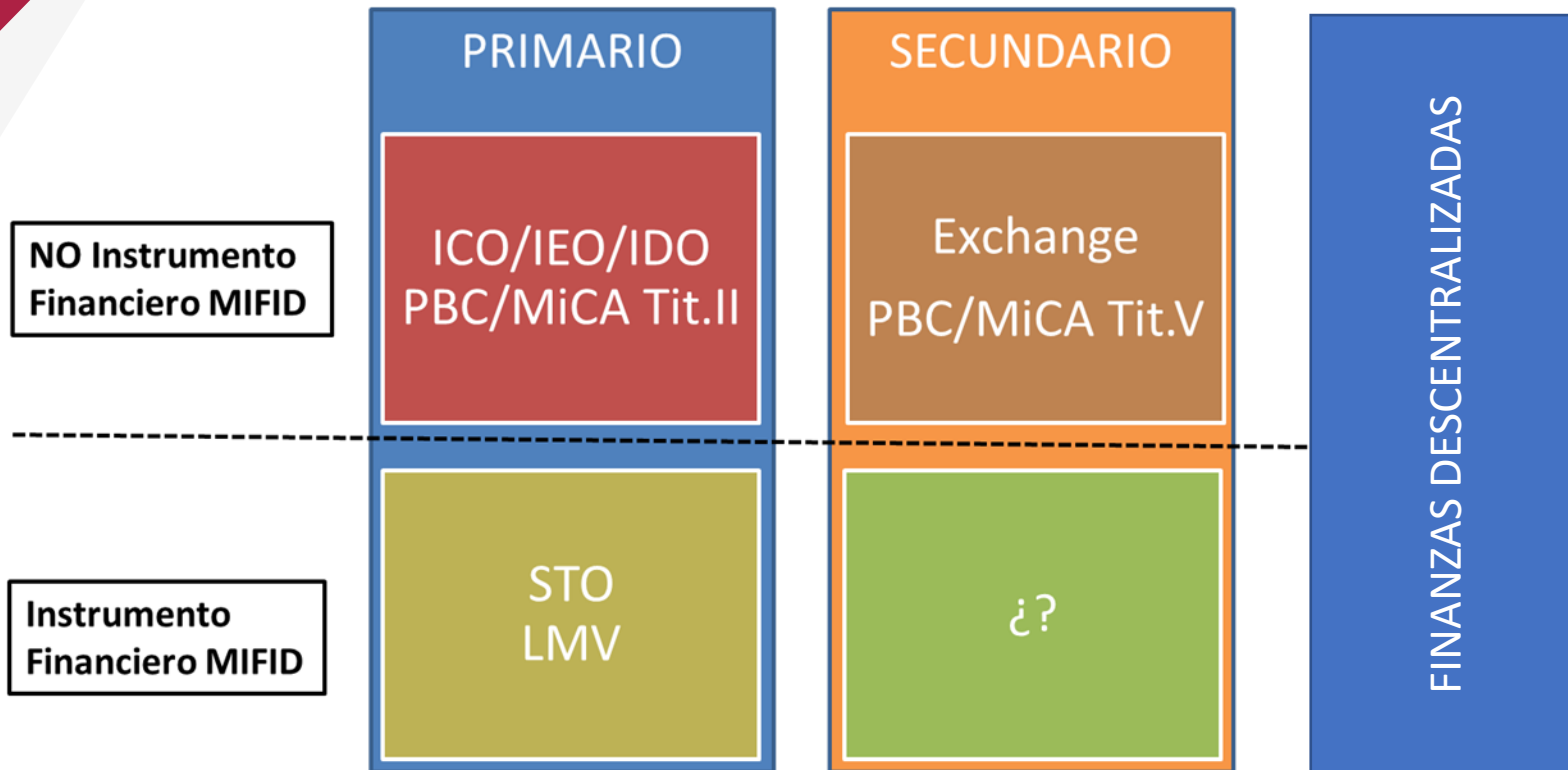 PRIMARIO
SECUNDARIO
NO Instrumento
Financiero MIFID
ICO/IEO/IDO
PBC/MiCA Tit.II
Exchange
PBC/MiCA Tit.V
Instrumento
Financiero MIFID
STO
LMV
¿?
FINANZAS DESCENTRALIZADAS